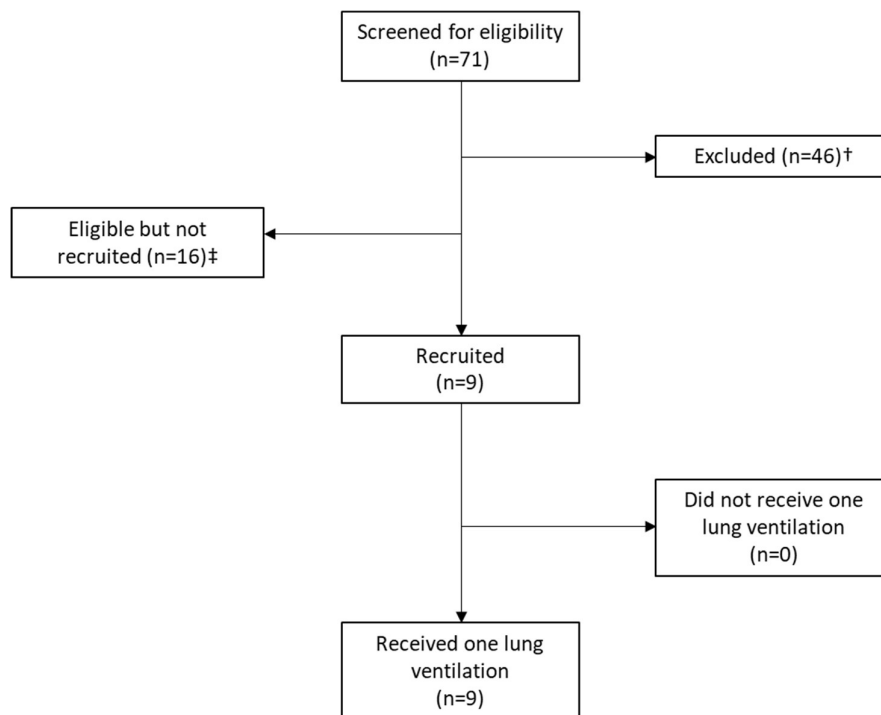 Screened for eligibility
(n=71)
Excluded (n=46)†
Eligible but not
recruited (n=16)‡
Recruited
(n=9)
Did not receive one
lung ventilation
(n=0)
Received one lung
ventilation
(n=9)